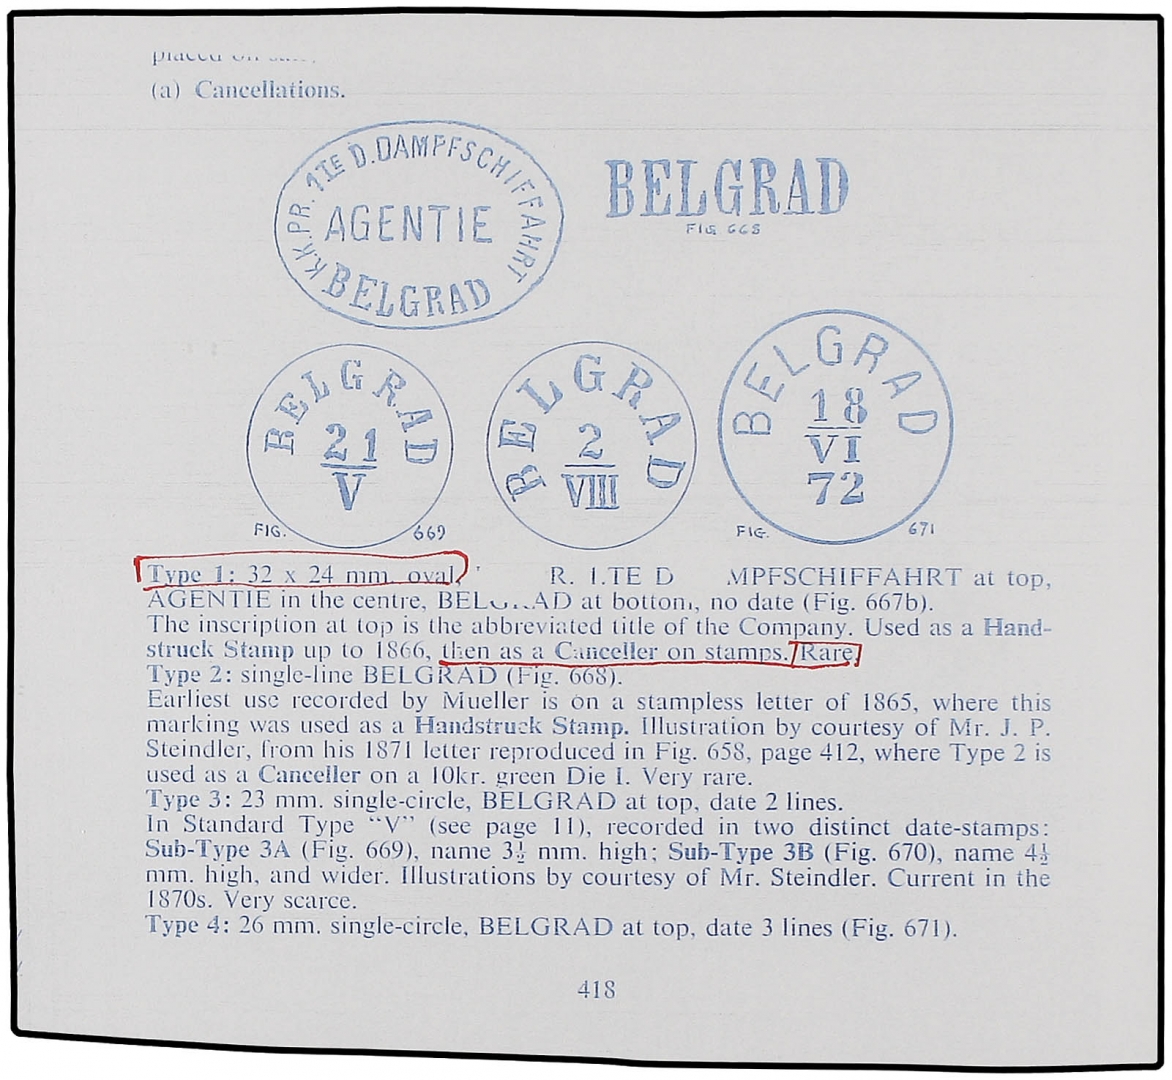 (a) Cancellations.
K.K.PR. 1TE D.DAMPFSCHIFFAHRT
AGENTIE
BELGRAD
BELGRAD
FIG 668
BELGRAD
21
V
FIG. 669
BELGRAD
2
VIII
BELGRAD
18
VI
72
FIG. 671
Type 1: 32 x 24 mm. oval, R. 1.TE D MPFSCHIFFAHRT at top,
AGENTIE in the centre, at bottom, no date (Fig. 667b).
The inscription at top is the abbreviated title of the Company. Used as a Hand-
struck Stamp up to 1866, then as a Canceller on stamps. Rare.
Type 2: single-line BELGRAD (Fig. 668).
Earliest use recorded by Mueller is on a stampless letter of 1865, where this
marking was used as a Handstruck Stamp. Illustration by courtesy of Mr. J. P.
Steindler, from his 1871 letter reproduced in Fig. 658, page 412, where Type 2 is
used as a Canceller on a 10kr. green Die I. Very rare.
Type 3: 23 mm. single-circle, BELGRAD at top, date 2 lines.
In Standard Type “V” (see page 11), recorded in two distinct date-stamps:
Sub-Type 3A (Fig. 669), name 3½ mm. high; Sub-Type 3B (Fig. 670), name 4½
mm. high, and wider. Illustrations by courtesy of Mr. Steindler. Current in the
1870s. Very scarce.
Type 4: 26 mm. single-circle, BELGRAD at top, date 3 lines (Fig. 671).
418